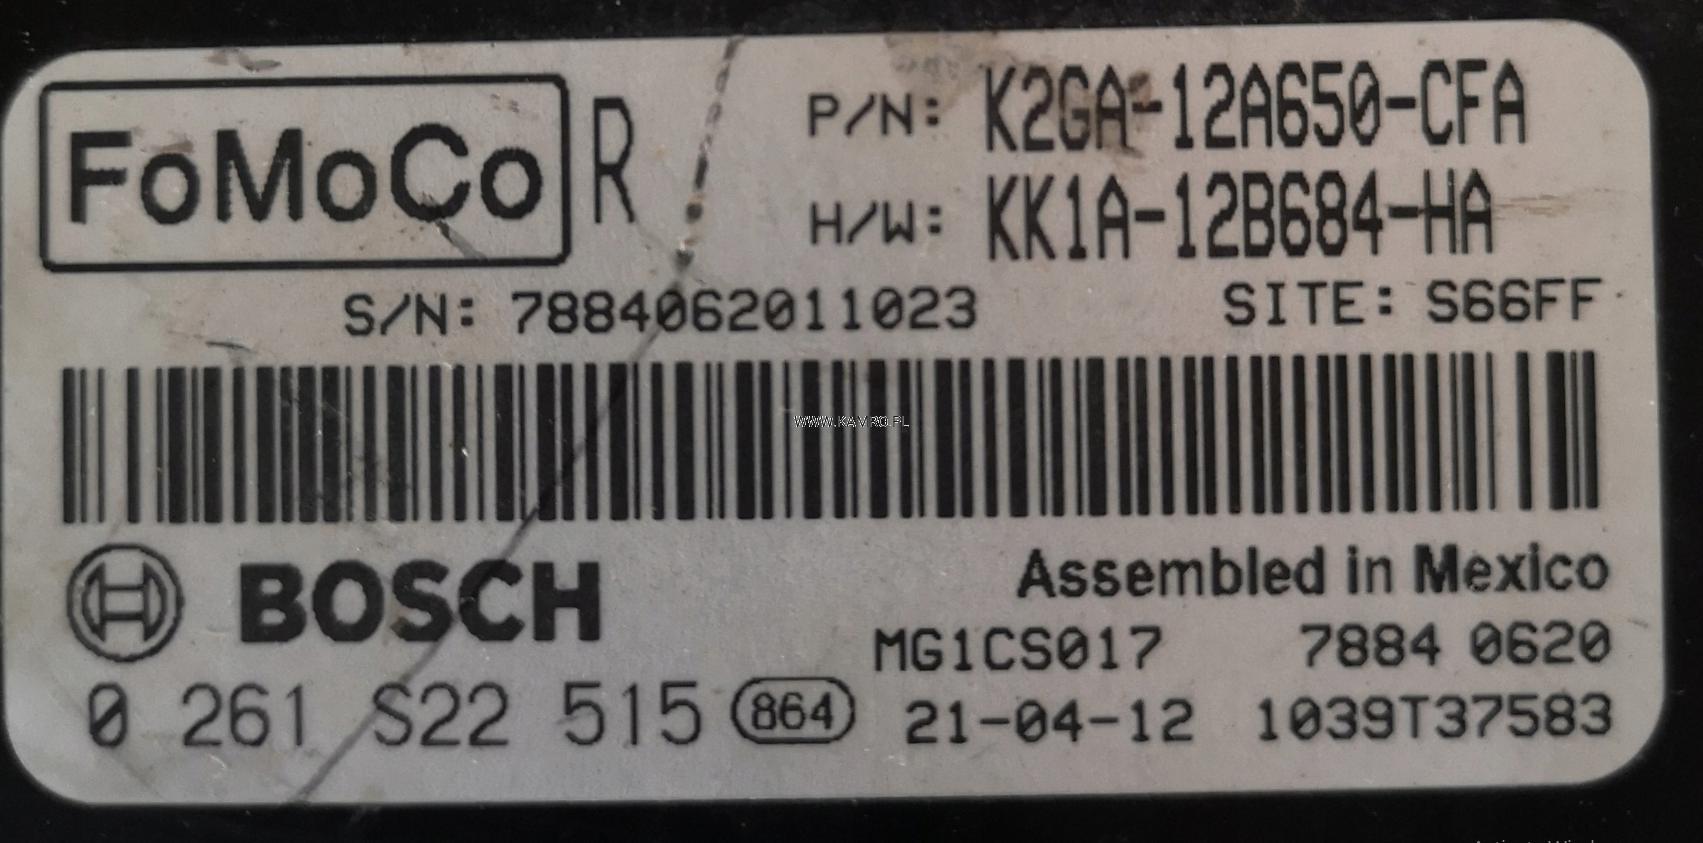 FoMoCo R
P/N: K2GA-12A650-CFA
H/W: KK1A-12B684-HA
S/N: 7884062011023 SITE: S66FF
WWW.KAVRO.PL
BOSCH
Assembled in Mexico
MG1CS017 7884 0620
0 261 S22 515 864 21-04-12 1039T37583